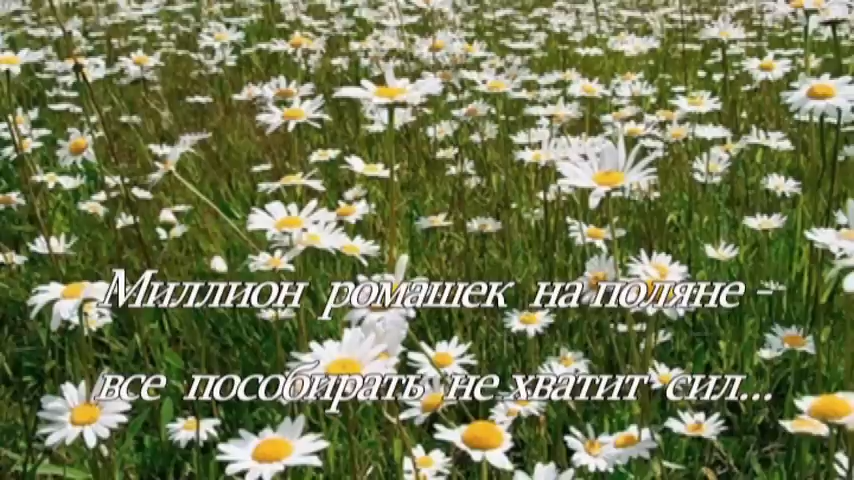 Миллион ромашек на поляне -
все пособирать не хватит сил...